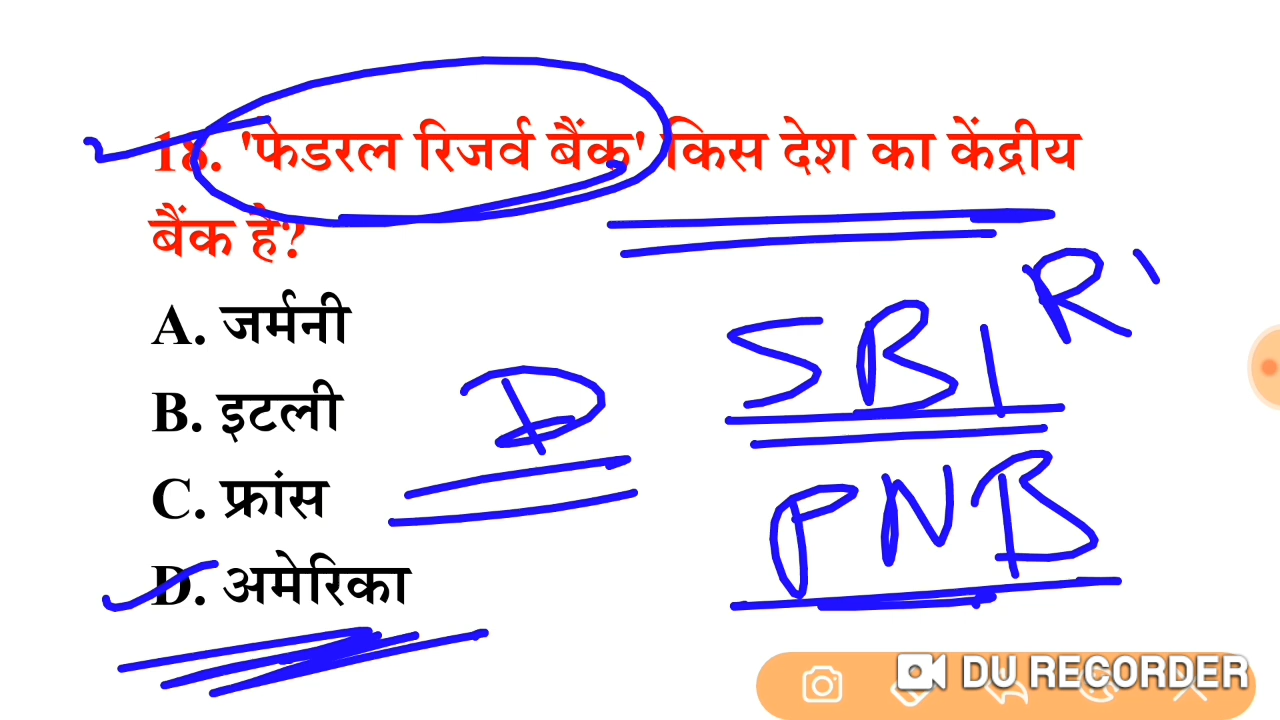 18. 'फेडरल रिजर्व बैंक' किस देश का केंद्रीय
बैंक है?
A. जर्मनी
B. इटली
C. फ्रांस
D. अमेरिका
D
SBI
R
PNB
DU RECORDER